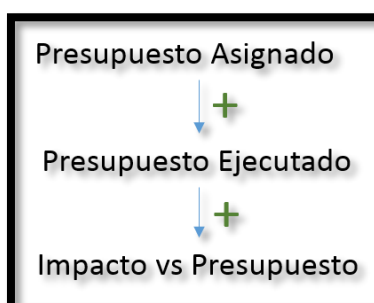 Presupuesto Asignado
+
Presupuesto Ejecutado
+
Impacto vs Presupuesto